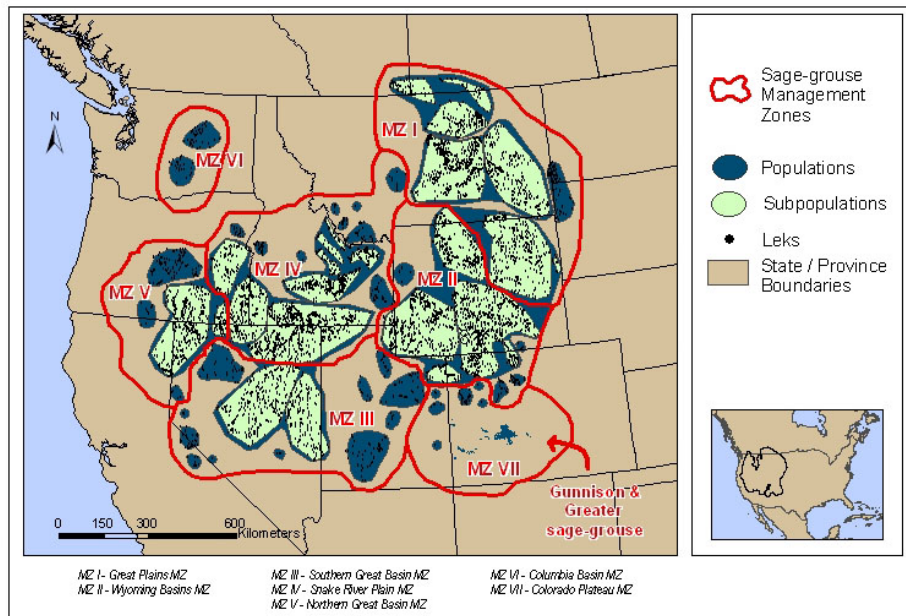 N
MZ I
MZ VI
MZ IV
MZ II
MZ V
MZ III
MZ VII
Gunnison &
Greater
sage-grouse
0 150 300 600
Kilometers
Sage-grouse
Management
Zones
Populations
Subpopulations
Leks
State / Province
Boundaries
MZ I - Great Plains MZ
MZ II - Wyoming Basins MZ
MZ III - Southern Great Basin MZ
MZ IV - Snake River Plain MZ
MZ V - Northern Great Basin MZ
MZ VI - Columbia Basin MZ
MZ VII - Colorado Plateau MZ